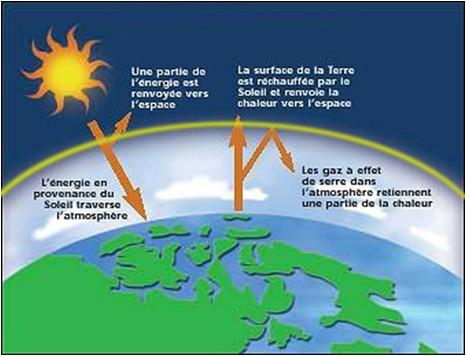 Une partie de
l'énergie est
renvoyée vers
l'espace
La surface de la Terre
est réchauffée par le
Soleil et renvoie la
chaleur vers l'espace
L'énergie en
provenance du
Soleil traverse
l'atmosphère
Les gaz à effet
de serre dans
l'atmosphère retiennent
une partie de la chaleur